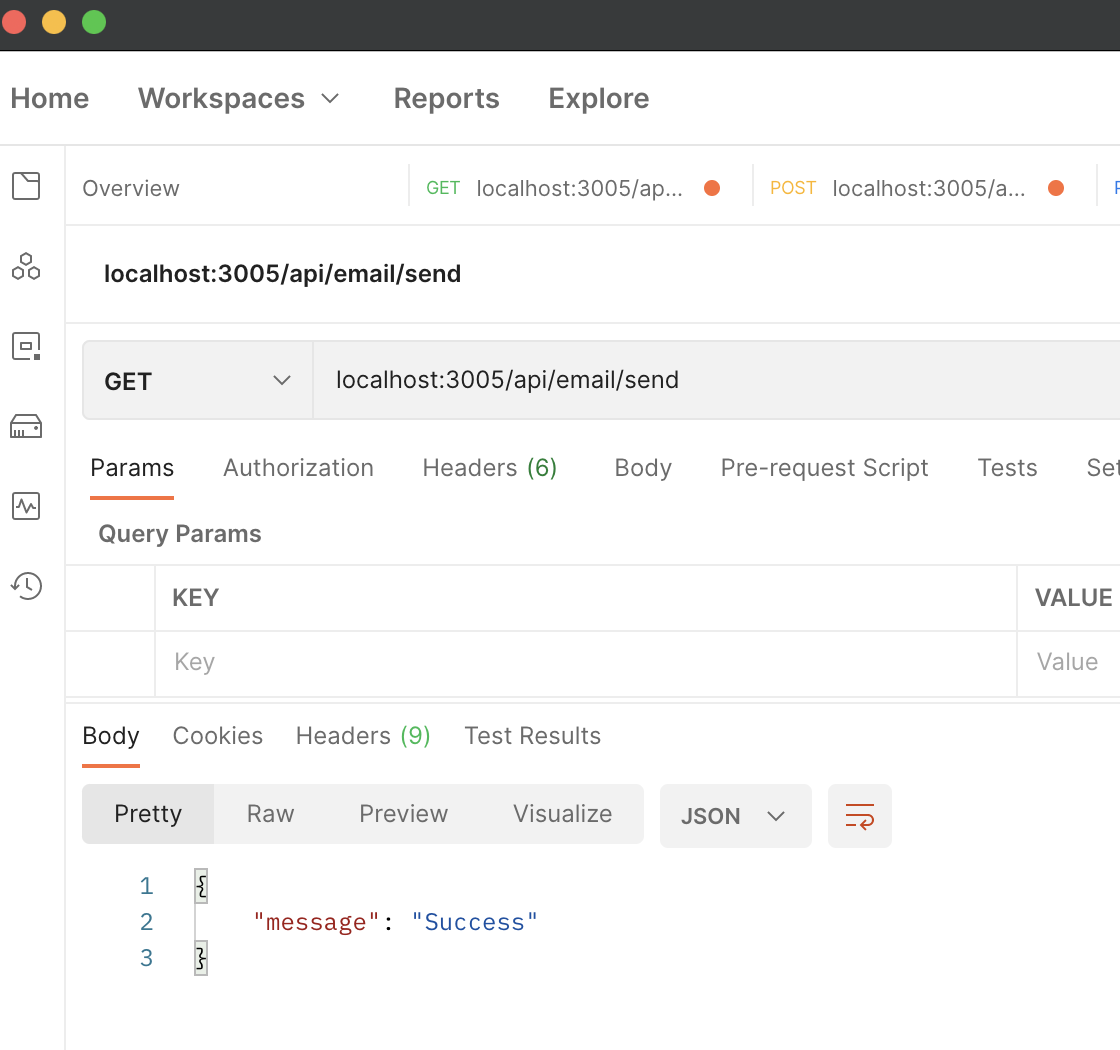 Home Workspaces Reports Explore
Overview GET localhost:3005/ap... POST localhost:3005/a...
localhost:3005/api/email/send
GET localhost:3005/api/email/send
Params Authorization Headers (6) Body Pre-request Script Tests Set
Query Params
KEY VALUE
Key Value
Body Cookies Headers (9) Test Results
Pretty Raw Preview Visualize JSON
1 {
2 "message": "Success"
3 }